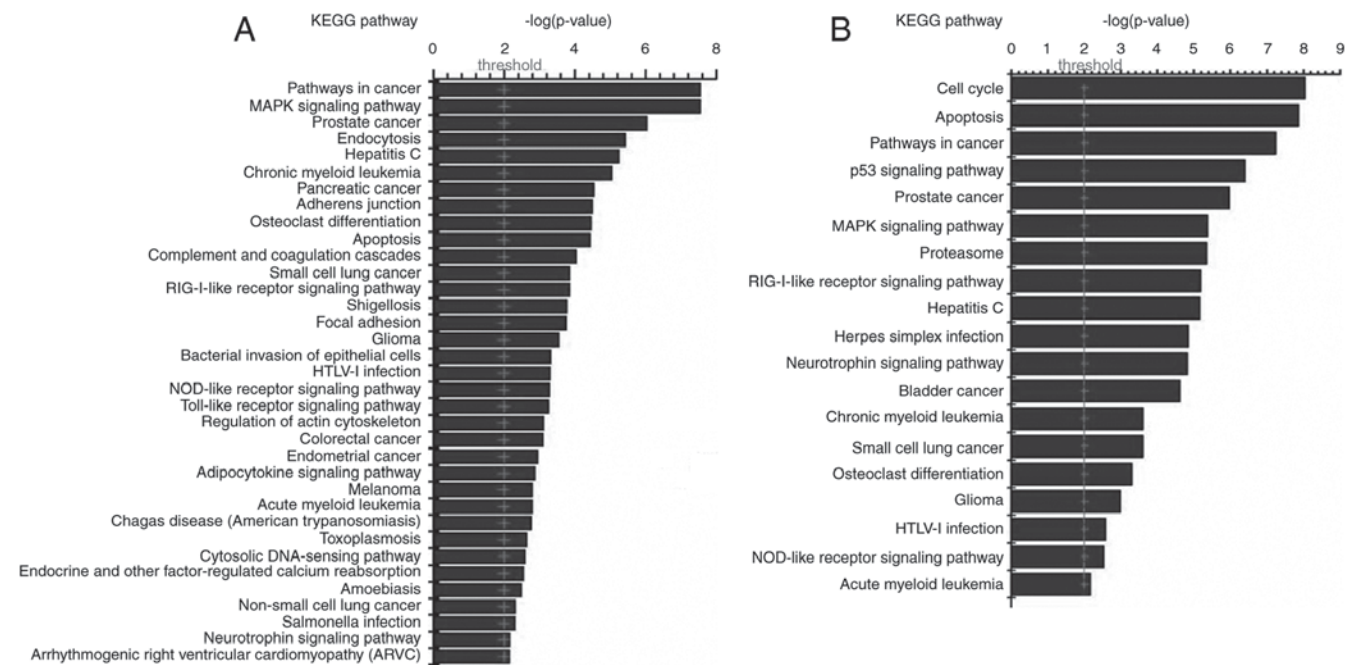 A
KEGG pathway
-log(p-value)
0 2 4 6 8
threshold
Pathways in cancer
MAPK signaling pathway
Prostate cancer
Endocytosis
Hepatitis C
Chronic myeloid leukemia
Pancreatic cancer
Adherens junction
Osteoclast differentiation
Apoptosis
Complement and coagulation cascades
Small cell lung cancer
RIG-I-like receptor signaling pathway
Shigellosis
Focal adhesion
Glioma
Bacterial invasion of epithelial cells
HTLV-I infection
NOD-like receptor signaling pathway
Toll-like receptor signaling pathway
Regulation of actin cytoskeleton
Colorectal cancer
Endometrial cancer
Adipocytokine signaling pathway
Melanoma
Acute myeloid leukemia
Chagas disease (American trypanosomiasis)
Toxoplasmosis
Cytosolic DNA-sensing pathway
Endocrine and other factor-regulated calcium reabsorption
Amoebiasis
Non-small cell lung cancer
Salmonella infection
Neurotrophin signaling pathway
Arrhythmogenic right ventricular cardiomyopathy (ARVC)
B
KEGG pathway
-log(p-value)
0 1 2 3 4 5 6 7 8 9
threshold
Cell cycle
Apoptosis
Pathways in cancer
p53 signaling pathway
Prostate cancer
MAPK signaling pathway
Proteasome
RIG-I-like receptor signaling pathway
Hepatitis C
Herpes simplex infection
Neurotrophin signaling pathway
Bladder cancer
Chronic myeloid leukemia
Small cell lung cancer
Osteoclast differentiation
Glioma
HTLV-I infection
NOD-like receptor signaling pathway
Acute myeloid leukemia